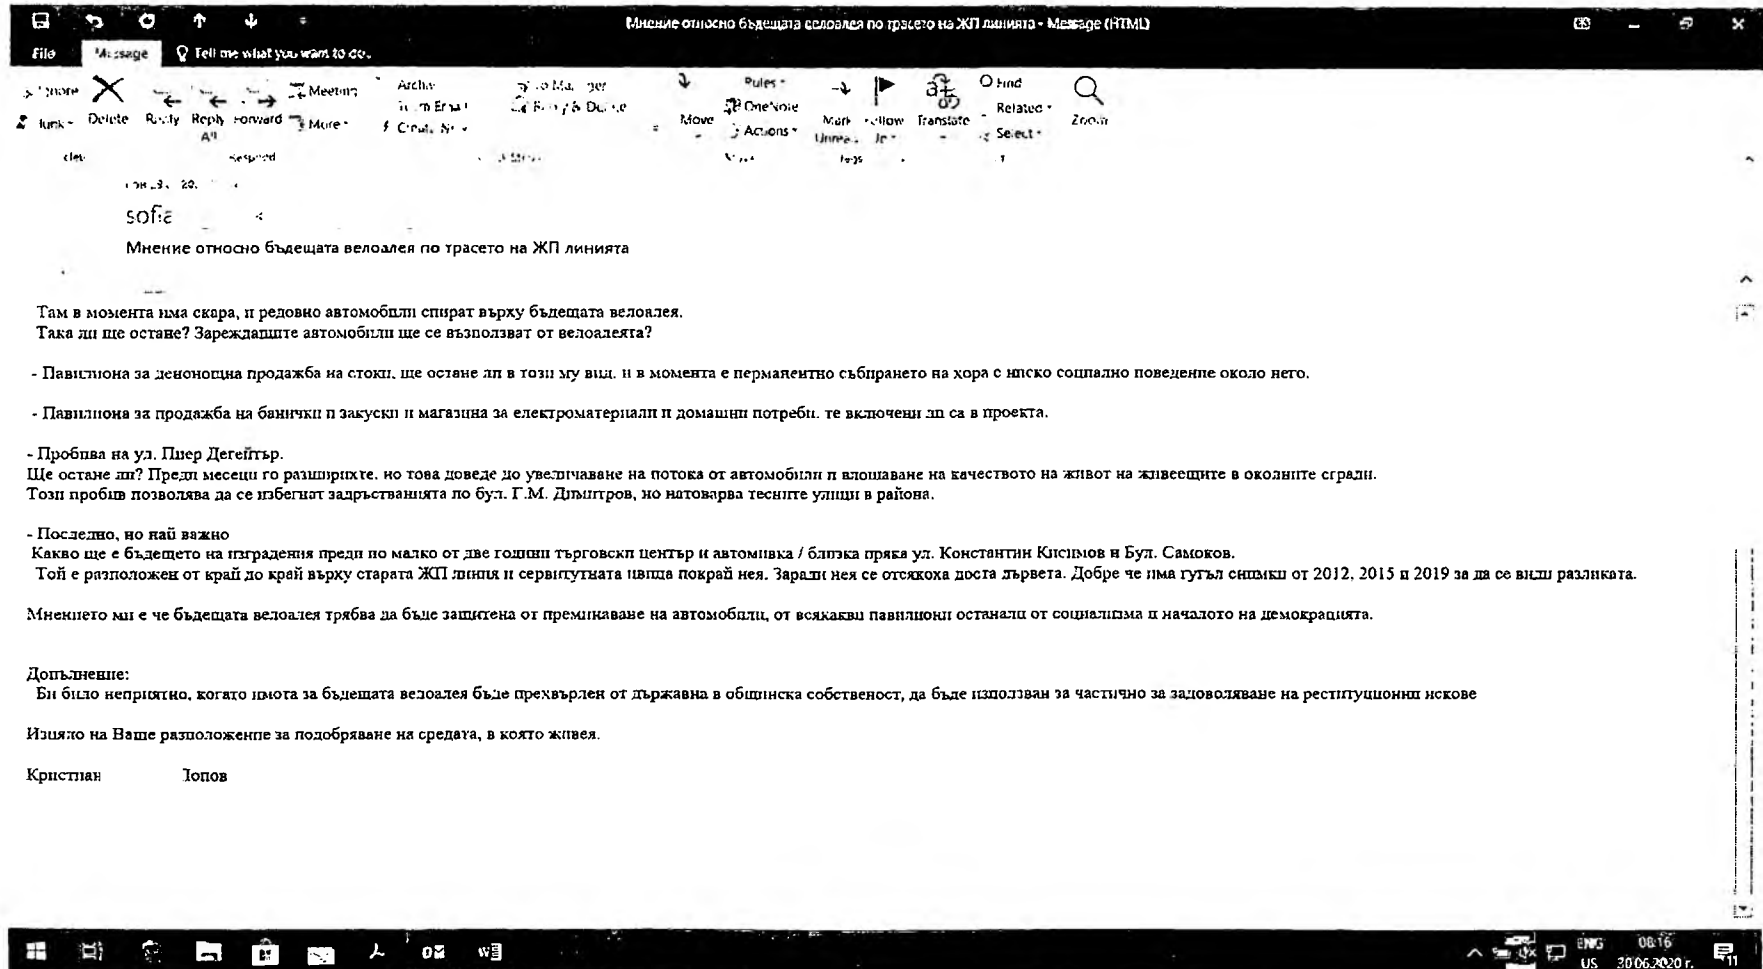 Мнение относно бъдещата велоалея по трасето на ЖП линията - Message (HTML)
File Message Tell me what you want to do..
Ignore Meeting Rules Find
Delete Reply Reply Forward Move OneNote Mark Translate Related Zoom
Junk More All Actions Select
Respond
sofia
Мнение относно бъдещата велоалея по трасето на ЖП линията
Там в момента има скара, и редовно автомобили спират върху бъдещата велоалея.
Така ли ще остане? Зареждащите автомобили ще се възползват от велоалеята?
- Павилиона за денонощна продажба на стоки, ще остане ли в този му вид. и в момента е перманентно събирането на хора с ниско социално поведение около него.
- Павилиона за продажба на банички и закуски и магазина за електроматериали и домашни потреби. те включени ли са в проекта.
- Пробива на ул. Пиер Дегейтър.
Ще остане ли? Преди месеци го разширихте. но това доведе до увеличаване на потока от автомобили и влошаване на качеството на живот на живеещите в околните сгради.
Този пробив позволява да се избегнат задръстванията по бул. Г.М. Димитров, но натоварва тесните улици в района.
- Последно, но най важно
Какво ще е бъдещето на изградения преди по малко от две години търговски център и автомивка / близка пряка ул. Константин Кисимов и Бул. Самоков.
Той е разположен от край до край върху старата ЖП линия и сервитутната ивица покрай нея. Заради нея се отсякоха доста дървета. Добре че има гугъл снимки от 2012, 2015 и 2019 за да се види разликата.
Мнението ми е че бъдещата велоалея трябва да бъде защитена от преминаване на автомобили, от всякакви павилиони останали от социализма и началото на демокрацията.
Допълнение:
Би било неприятно, когато имота за бъдещата велоалея бъде прехвърлен от държавна в общинска собственост, да бъде използван за частично за задоволяване на реституционни искове
Изцяло на Ваше разположение за подобряване на средата, в която живея.
Кристиан Попов
ENG 08:16
US 30.06.2020 г. 11